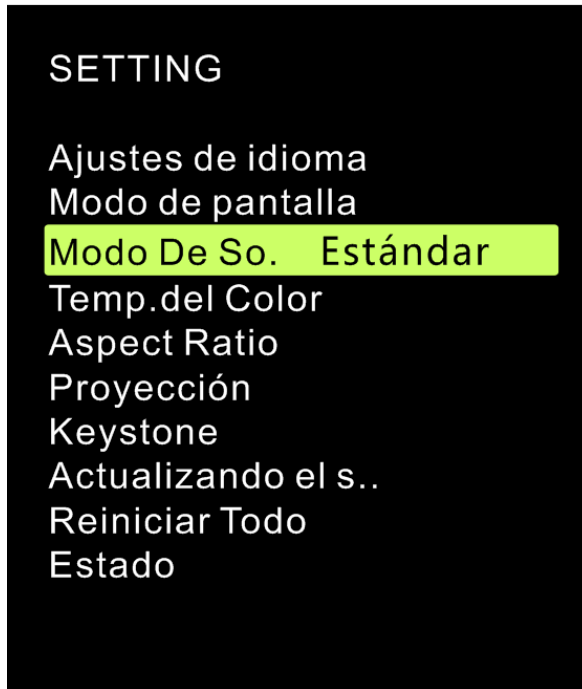 SETTING
Ajustes de idioma
Modo de pantalla
Modo De So. Estándar
Temp.del Color
Aspect Ratio
Proyección
Keystone
Actualizando el s..
Reiniciar Todo
Estado